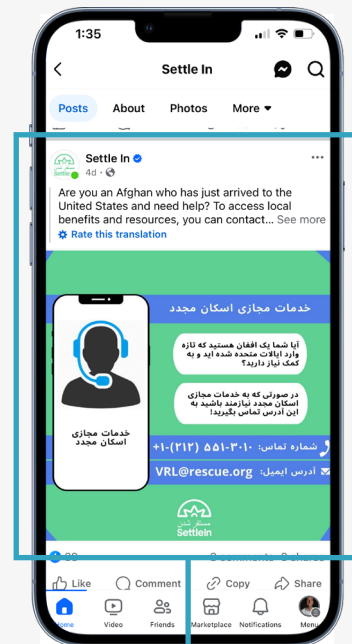 1:35
Settle In
Posts About Photos More
Settle In
4d
Are you an Afghan who has just arrived to the
United States and need help? To access local
benefits and resources, you can contact... See more
Rate this translation
خدمات مجازی اسکان مجدد
آیا شما یک افغان هستید که تازه
وارد ایالات متحده شده اید و به
کمک نیاز دارید؟
در صورتی که به خدمات مجازی
اسکان مجدد نیازمند باشید به
این آدرس تماس بگیرید!
خدمات مجازی
اسکان مجدد
شماره تماس: ۳۰۱۰-۵۵۱ (۲۱۲)-۱+
آدرس ایمیل: VRL@rescue.org
مستقر شدن
SettleIn
Like Comment Copy Share
Home Video Friends Marketplace Notifications Menu